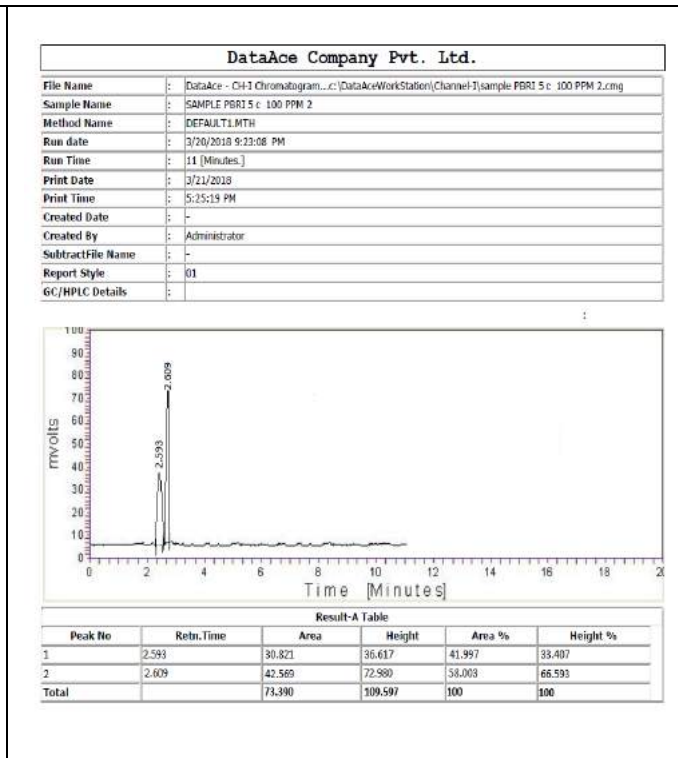 DataAce Company Pvt. Ltd.
File Name : DataAce - CH-I Chromatogram...c:\DataAceWorkStation\Channel-I\sample PBRI 5 c 100 PPM 2.cmg
Sample Name : SAMPLE PBRI 5 c 100 PPM 2
Method Name : DEFAULT1.MTH
Run date : 3/20/2018 9:23:08 PM
Run Time : 11 [Minutes.]
Print Date : 3/21/2018
Print Time : 5:25:19 PM
Created Date : -
Created By : Administrator
SubtractFile Name : -
Report Style : 01
GC/HPLC Details :
:
100
90
80
70
60
50
40
30
20
10
0
mvolts
2.593
2.609
0 2 4 6 8 10 12 14 16 18 20
Time [Minutes]
Result-A Table
Peak No Retn.Time Area Height Area % Height %
1 2.593 30.821 36.617 41.997 33.407
2 2.609 42.569 72.980 58.003 66.593
Total 73.390 109.597 100 100